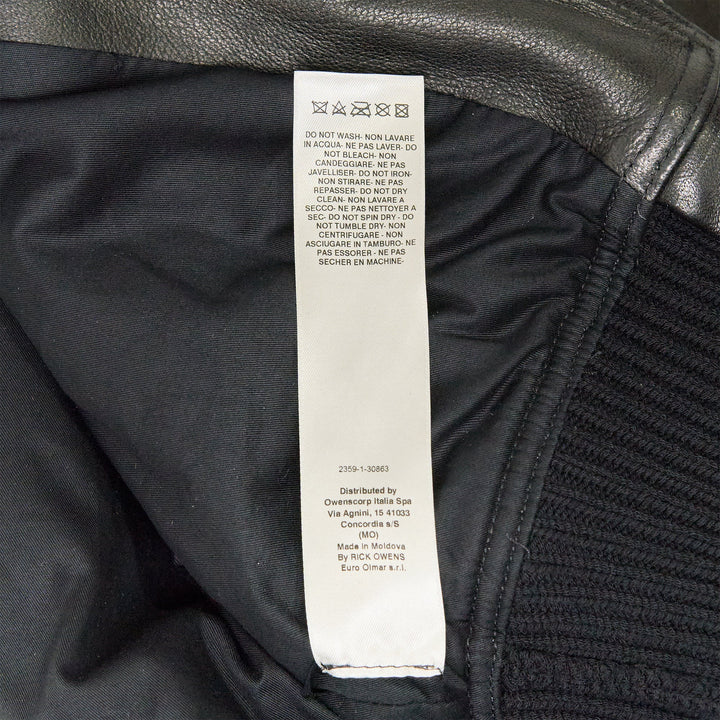 DO NOT WASH- NON LAVARE
IN ACQUA- NE PAS LAVER- DO
NOT BLEACH- NON
CANDEGGIARE- NE PAS
JAVELLISER- DO NOT IRON-
NON STIRARE- NE PAS
REPASSER- DO NOT DRY
CLEAN- NON LAVARE A
SECCO- NE PAS NETTOYER A
SEC- DO NOT SPIN DRY - DO
NOT TUMBLE DRY- NON
CENTRIFUGARE - NON
ASCIUGARE IN TAMBURO- NE
PAS ESSORER - NE PAS
SECHER EN MACHINE-
2359-1-30863
Distributed by
Owenscorp Italia Spa
Via Agnini, 15 41033
Concordia s/S
(MO)
Made in Moldova
By RICK OWENS
Euro Olmar s.r.l.